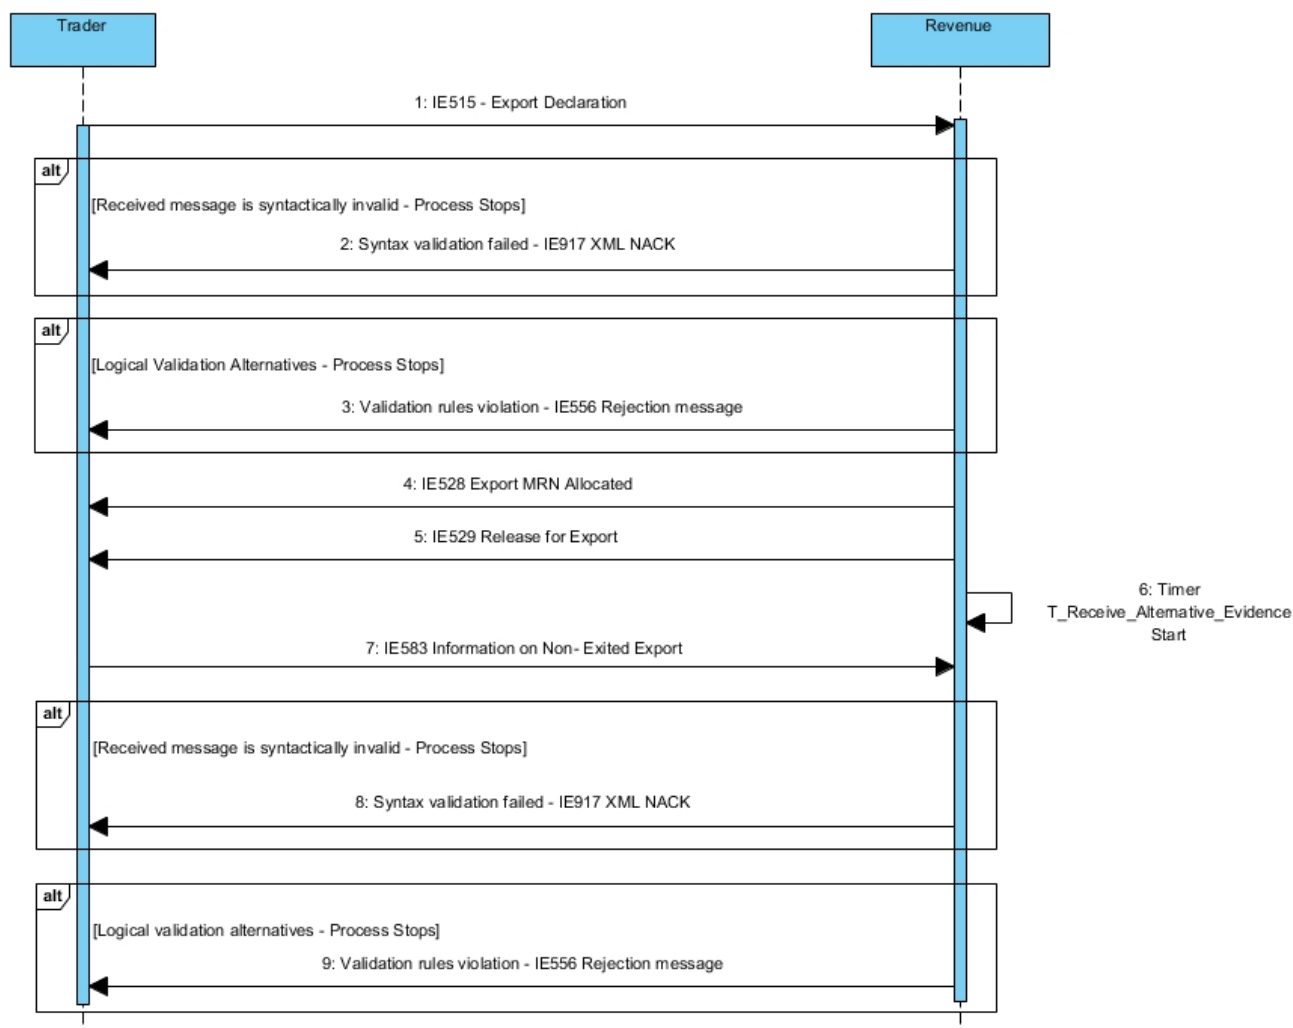 Trader
Revenue
1: IE515 - Export Declaration
alt
[Received message is syntactically invalid - Process Stops]
2: Syntax validation failed - IE917 XML NACK
alt
[Logical Validation Alternatives - Process Stops]
3: Validation rules violation - IE556 Rejection message
4: IE528 Export MRN Allocated
5: IE529 Release for Export
6: Timer
T_Receive_Alternative_Evidence
Start
7: IE583 Information on Non- Exited Export
alt
[Received message is syntactically invalid - Process Stops]
8: Syntax validation failed - IE917 XML NACK
alt
[Logical validation alternatives - Process Stops]
9: Validation rules violation - IE556 Rejection message